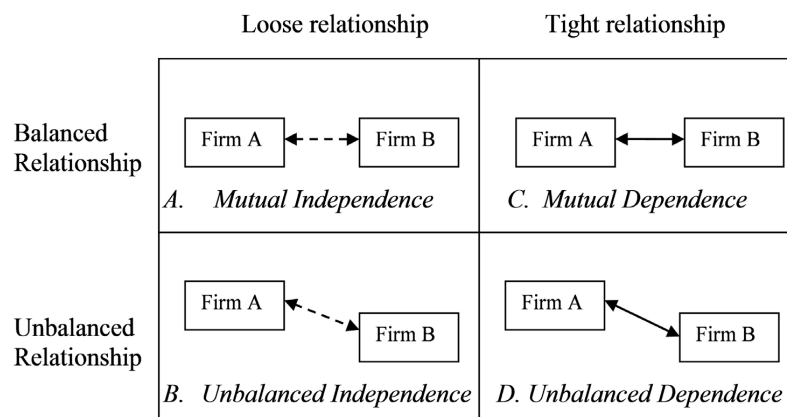 Loose relationship Tight relationship
Balanced
Relationship
Firm A Firm B Firm A Firm B
A. Mutual Independence C. Mutual Dependence
Unbalanced
Relationship
Firm A Firm B Firm A Firm B
B. Unbalanced Independence D. Unbalanced Dependence